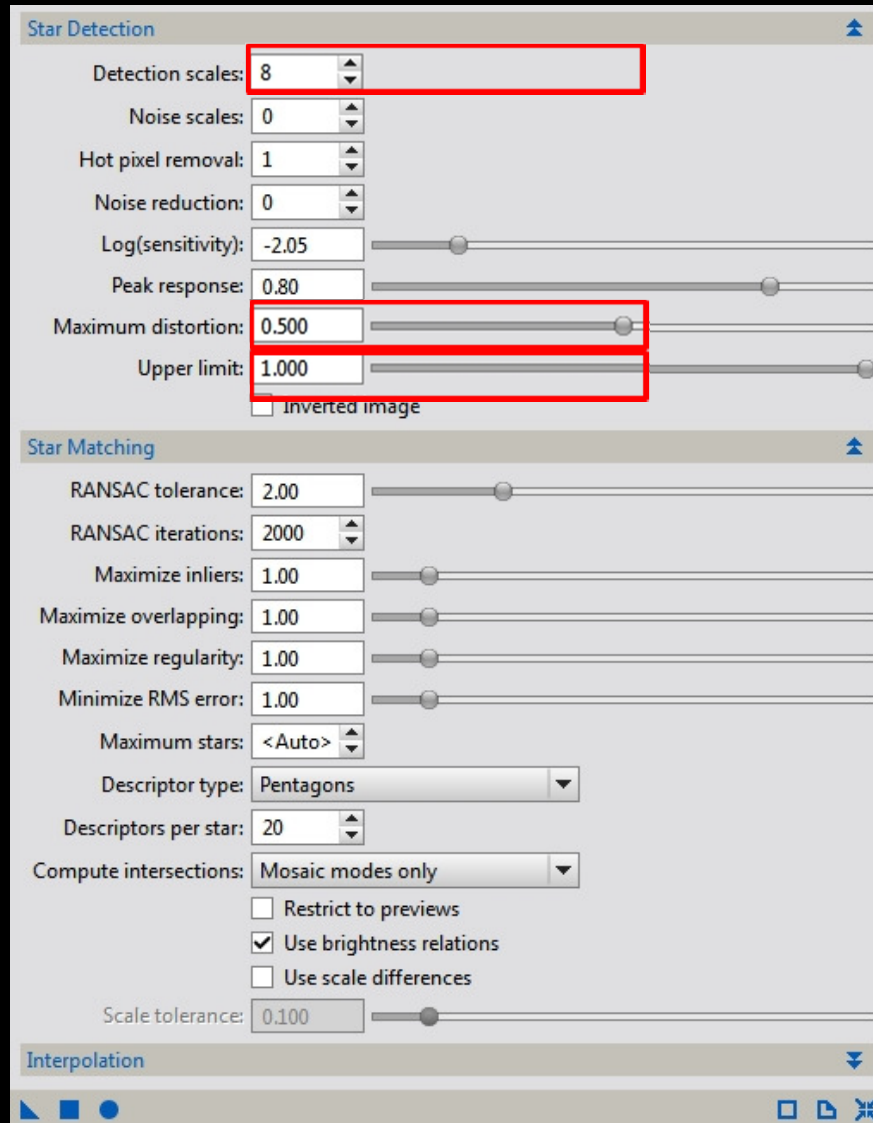 Star Detection
Detection scales: 8
Noise scales: 0
Hot pixel removal: 1
Noise reduction: 0
Log(sensitivity): -2.05
Peak response: 0.80
Maximum distortion: 0.500
Upper limit: 1.000
Inverted image
Star Matching
RANSAC tolerance: 2.00
RANSAC iterations: 2000
Maximize inliers: 1.00
Maximize overlapping: 1.00
Maximize regularity: 1.00
Minimize RMS error: 1.00
Maximum stars: <Auto>
Descriptor type: Pentagons
Descriptors per star: 20
Compute intersections: Mosaic modes only
Restrict to previews
Use brightness relations
Use scale differences
Scale tolerance: 0.100
Interpolation